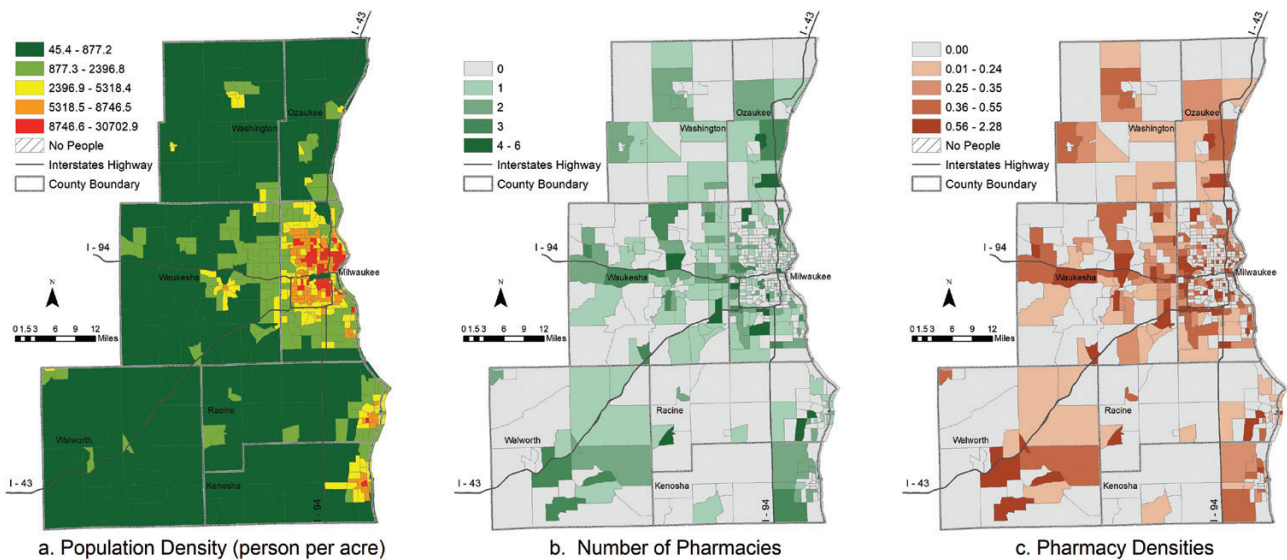 I - 43
45.4 - 877.2
877.3 - 2396.8
2396.9 - 5318.4
5318.5 - 8746.5
8746.6 - 30702.9
No People
Interstates Highway
County Boundary
Ozaukee
Washington
I - 94
Waukesha
Milwaukee
N
0 1.5 3 6 9 12
Miles
Racine
Walworth
Kenosha
I - 43
I - 94
a. Population Density (person per acre)
I - 43
0
1
2
3
4 - 6
Interstates Highway
County Boundary
Ozaukee
Washington
I - 94
Waukesha
Milwaukee
N
0 1.5 3 6 9 12
Miles
Racine
Walworth
Kenosha
I - 43
I - 94
b. Number of Pharmacies
I - 43
0.00
0.01 - 0.24
0.25 - 0.35
0.36 - 0.55
0.56 - 2.28
No People
Interstates Highway
County Boundary
Ozaukee
Washington
I - 94
Waukesha
Milwaukee
N
0 1.5 3 6 9 12
Miles
Racine
Walworth
Kenosha
I - 43
I - 94
c. Pharmacy Densities